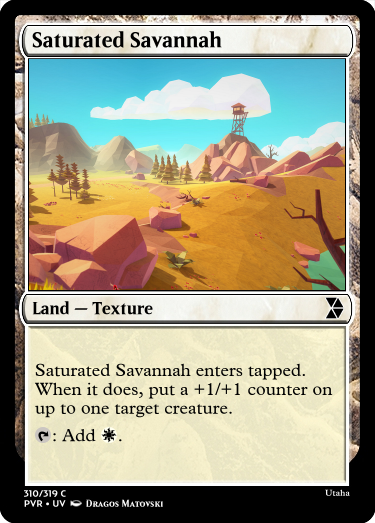 Saturated Savannah
Land — Texture
Saturated Savannah enters tapped.
When it does, put a +1/+1 counter on
up to one target creature.
: Add .
310/319 C
Utaha
PVR • UV Dragos Matovski